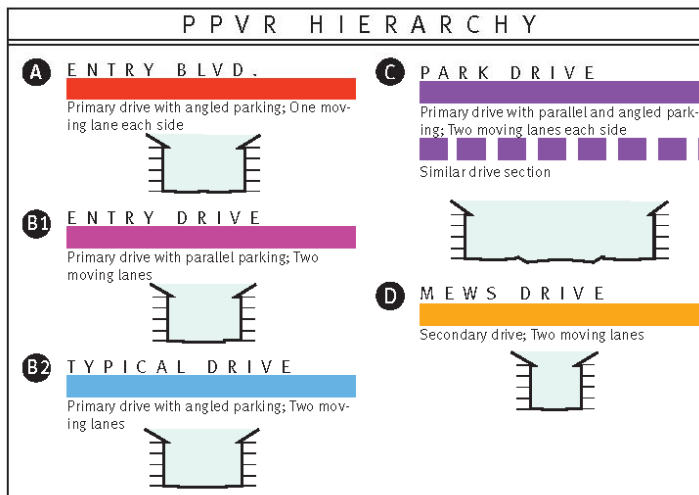 PPVR HIERARCHY
A ENTRY BLVD.
Primary drive with angled parking; One mov-
ing lane each side
B1 ENTRY DRIVE
Primary drive with parallel parking; Two
moving lanes
B2 TYPICAL DRIVE
Primary drive with angled parking; Two mov-
ing lanes
C PARK DRIVE
Primary drive with parallel and angled park-
ing; Two moving lanes each side
Similar drive section
D MEWS DRIVE
Secondary drive; Two moving lanes